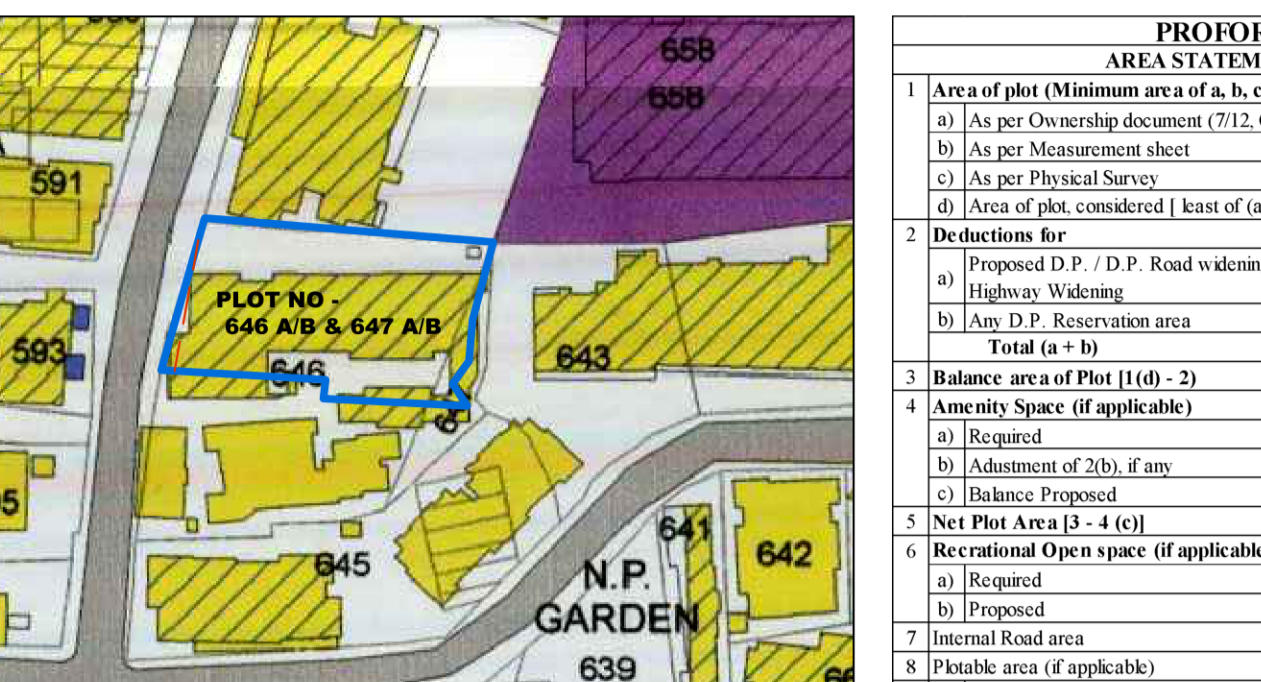 658
658
591
PLOT NO -
646 A/B & 647 A/B
593
646
643
641
642
645
N.P.
GARDEN
639
PROFOR
AREA STATEM
1 Area of plot (Minimum area of a, b, c
a) As per Ownership document (7/12,
b) As per Measurement sheet
c) As per Physical Survey
d) Area of plot, considered [ least of (a
2 Deductions for
a) Proposed D.P. / D.P. Road widenin
Highway Widening
b) Any D.P. Reservation area
Total (a + b)
3 Balance area of Plot [1(d) - 2)
4 Amenity Space (if applicable)
a) Required
b) Adustment of 2(b), if any
c) Balance Proposed
5 Net Plot Area [3 - 4 (c)]
6 Recrational Open space (if applicable
a) Required
b) Proposed
7 Internal Road area
8 Plotable area (if applicable)